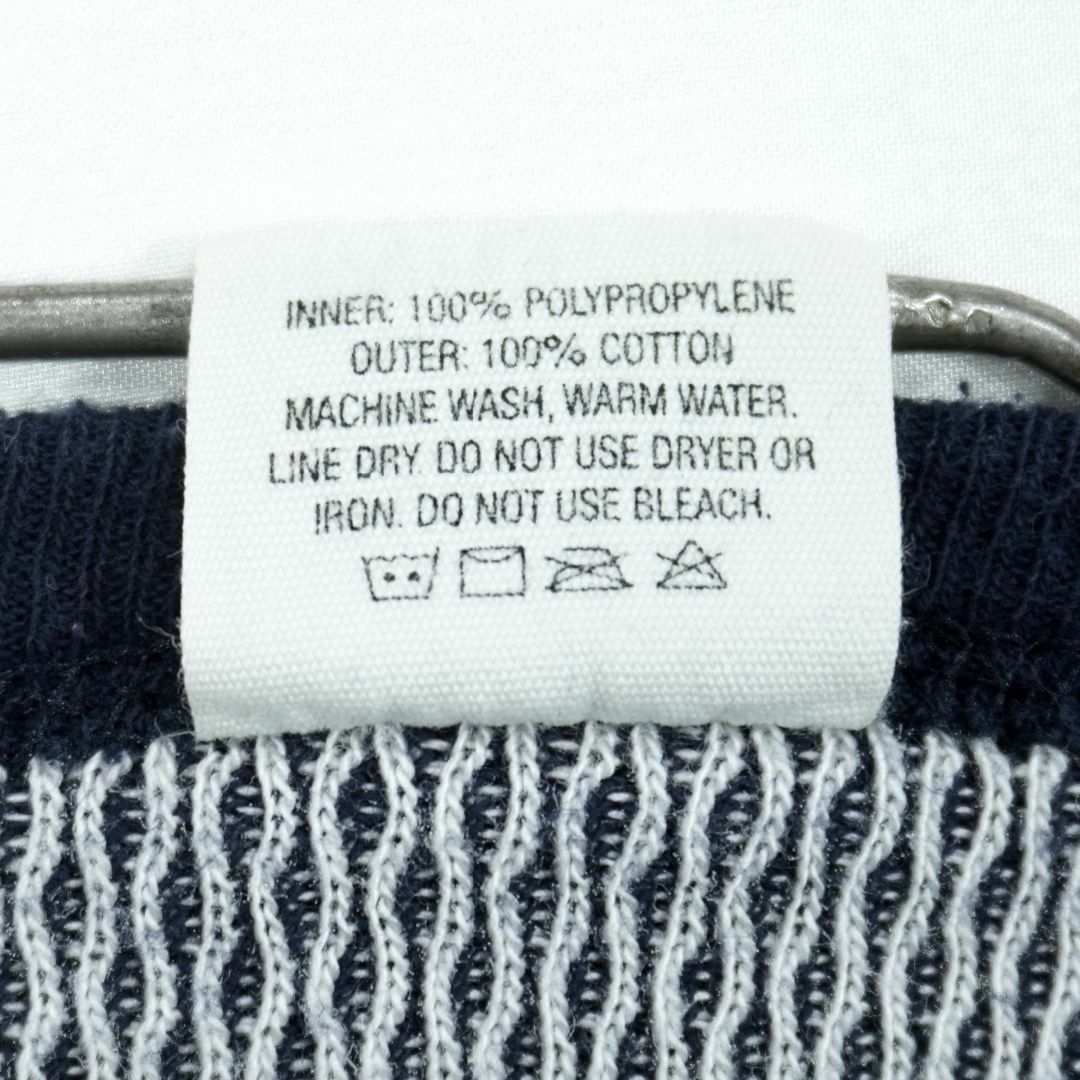 INNER: 100% POLYPROPYLENE
OUTER: 100% COTTON
MACHINE WASH, WARM WATER.
LINE DRY. DO NOT USE DRYER OR
IRON. DO NOT USE BLEACH.